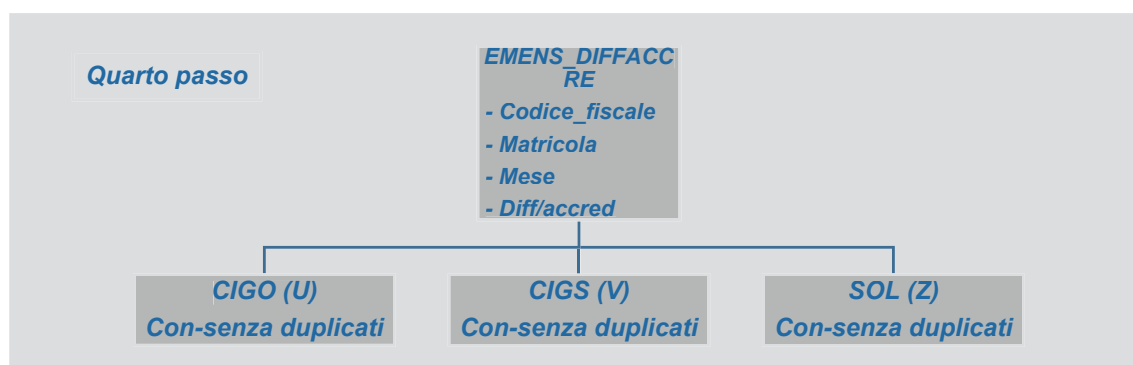 Quarto passo
EMENS_DIFFACC
RE
- Codice_fiscale
- Matricola
- Mese
- Diff/accred
CIGO (U)
Con-senza duplicati
CIGS (V)
Con-senza duplicati
SOL (Z)
Con-senza duplicati